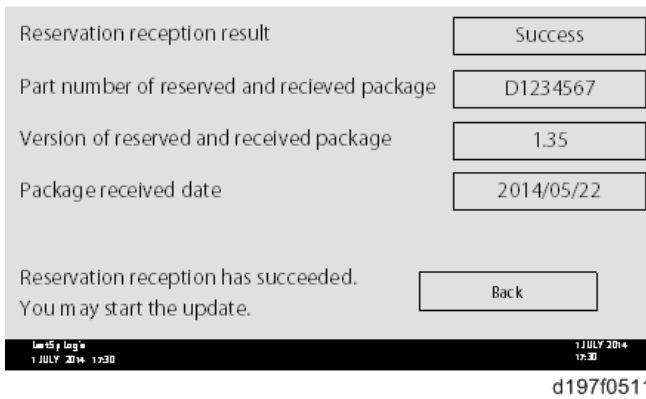 Reservation reception result
Success
Part number of reserved and recieved package
D1234567
Version of reserved and received package
1.35
Package received date
2014/05/22
Reservation reception has succeeded.
You may start the update.
Back
1 JULY 2014 17:30
1 JULY 2014
17:30
d197f0511